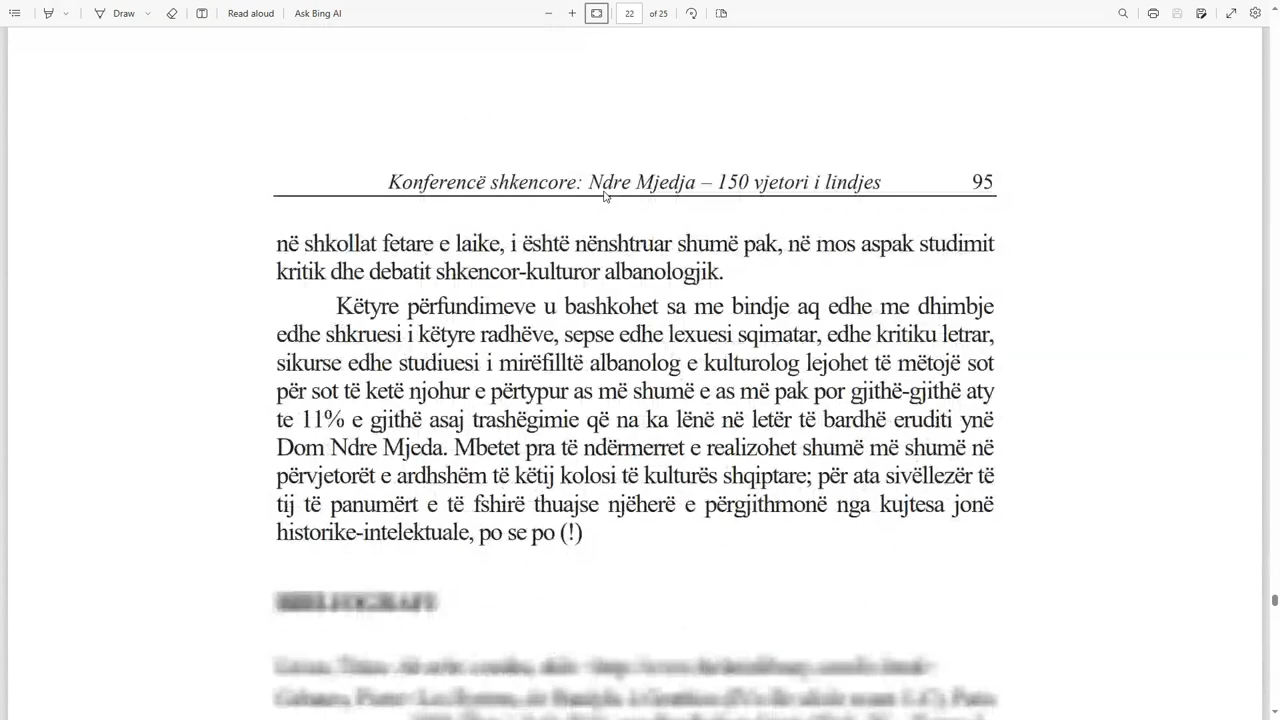 Draw
Read aloud
Ask Bing AI
22
of 25
Konferencë shkencore: Ndre Mjedja – 150 vjetori i lindjes 95
në shkollat fetare e laike, i është nënshtruar shumë pak, në mos aspak studimit
kritik dhe debatit shkencor-kulturor albanologjik.
Këtyre përfundimeve u bashkohet sa me bindje aq edhe me dhimbje
edhe shkruesi i këtyre radhëve, sepse edhe lexuesi sqimatar, edhe kritiku letrar,
sikurse edhe studiuesi i mirëfilltë albanolog e kulturolog lejohet të mëtojë sot
për sot të ketë njohur e përtypur as më shumë e as më pak por gjithë-gjithë aty
te 11% e gjithë asaj trashëgimie që na ka lënë në letër të bardhë eruditi ynë
Dom Ndre Mjeda. Mbetet pra të ndërmerret e realizohet shumë më shumë në
përvjetorët e ardhshëm të këtij kolosi të kulturës shqiptare; për ata sivëllezër të
tij të panumërt e të fshirë thuajse njëherë e përgjithmonë nga kujtesa jonë
historike-intelektuale, po se po (!)